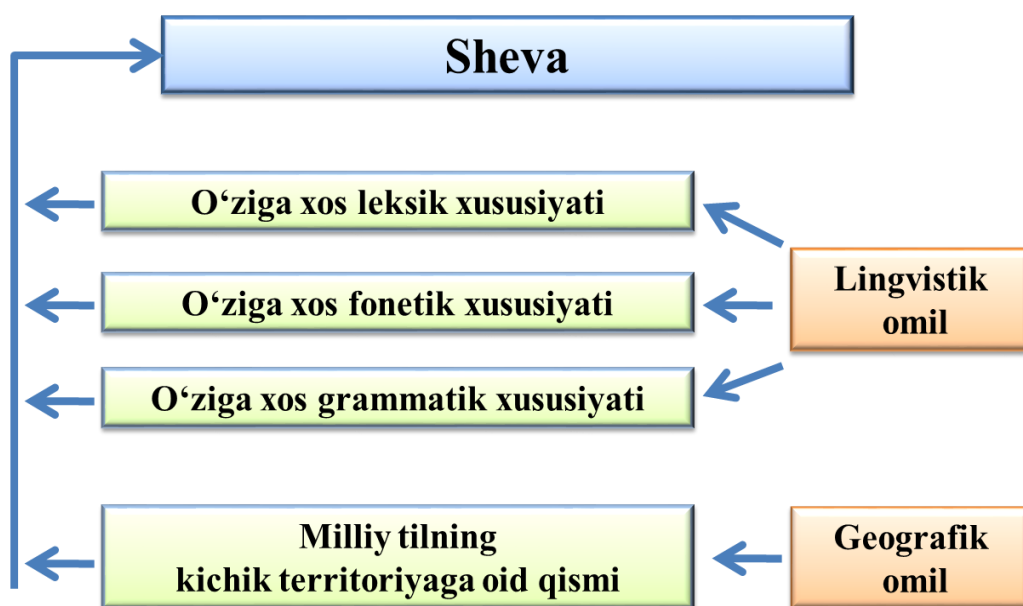 Sheva
O‘ziga xos leksik xususiyati
O‘ziga xos fonetik xususiyati
O‘ziga xos grammatik xususiyati
Lingvistik
omil
Milliy tilning
kichik territoriyaga oid qismi
Geografik
omil